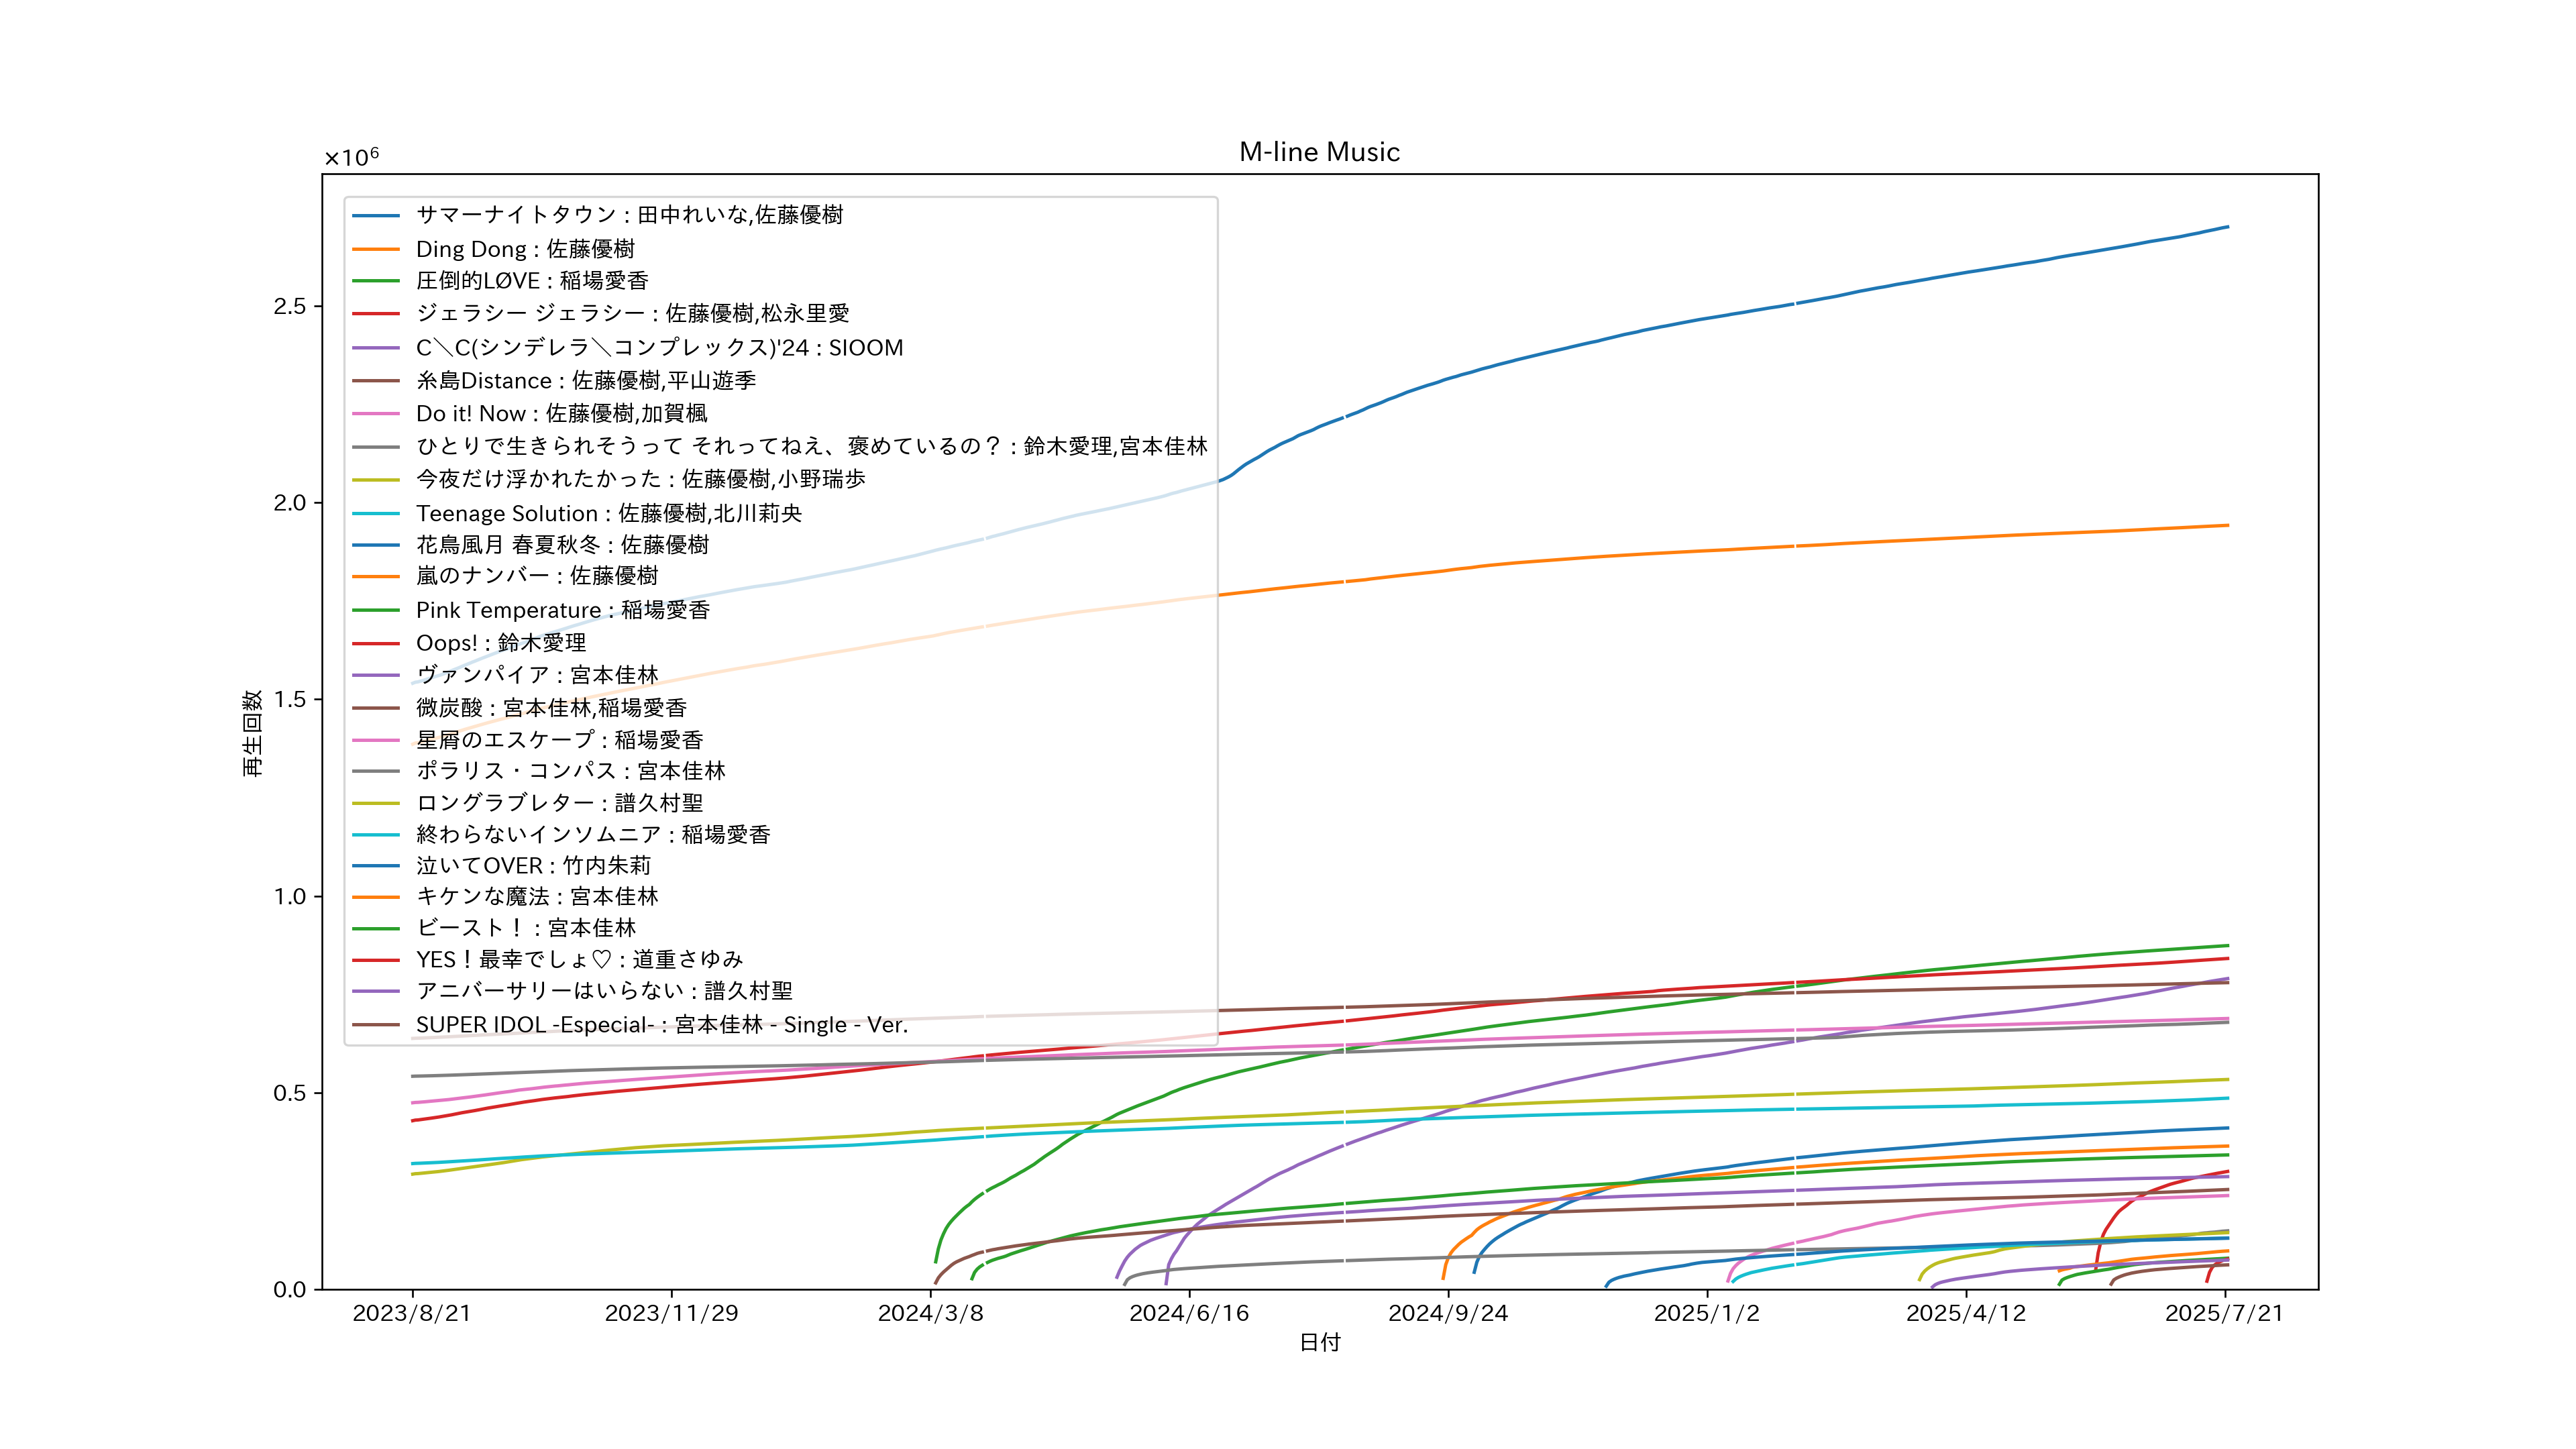 M-line Music
×10⁶
再生回数
2.5
2.0
1.5
1.0
0.5
0.0
サマーナイトタウン : 田中れいな,佐藤優樹
Ding Dong : 佐藤優樹
圧倒的LØVE : 稲場愛香
ジェラシー ジェラシー : 佐藤優樹,松永里愛
C＼C(シンデレラ＼コンプレックス)'24 : SIOOM
糸島Distance : 佐藤優樹,平山遊季
Do it! Now : 佐藤優樹,加賀楓
ひとりで生きられそうって それってねえ、褒めているの？ : 鈴木愛理,宮本佳林
今夜だけ浮かれたかった : 佐藤優樹,小野瑞歩
Teenage Solution : 佐藤優樹,北川莉央
花鳥風月 春夏秋冬 : 佐藤優樹
嵐のナンバー : 佐藤優樹
Pink Temperature : 稲場愛香
Oops! : 鈴木愛理
ヴァンパイア : 宮本佳林
微炭酸 : 宮本佳林,稲場愛香
星屑のエスケープ : 稲場愛香
ポラリス・コンパス : 宮本佳林
ロングラブレター : 譜久村聖
終わらないインソムニア : 稲場愛香
泣いてOVER : 竹内朱莉
キケンな魔法 : 宮本佳林
ビースト！ : 宮本佳林
YES！最幸でしょ♡ : 道重さゆみ
アニバーサリーはいらない : 譜久村聖
SUPER IDOL -Especial- : 宮本佳林 - Single - Ver.
2023/8/21
2023/11/29
2024/3/8
2024/6/16
2024/9/24
2025/1/2
2025/4/12
2025/7/21
日付